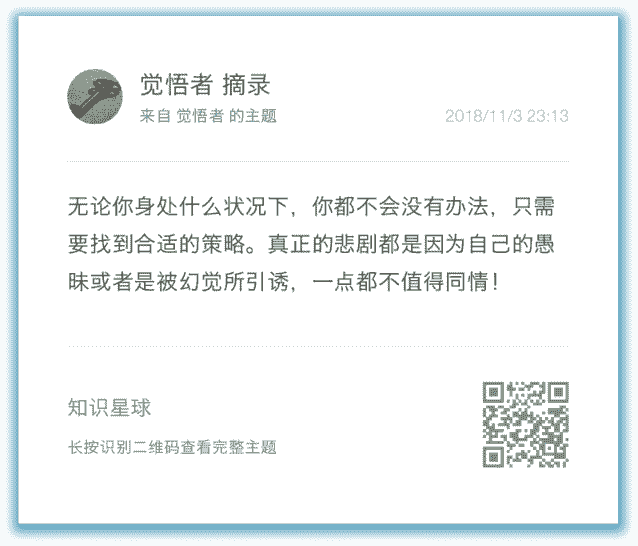 觉悟者 摘录
来自 觉悟者 的主题
2018/11/3 23:13
无论你身处什么状况下，你都不会没有办法，只需
要找到合适的策略。真正的悲剧都是因为自己的愚
昧或者是被幻觉所引诱，一点都不值得同情！
知识星球
长按识别二维码查看完整主题